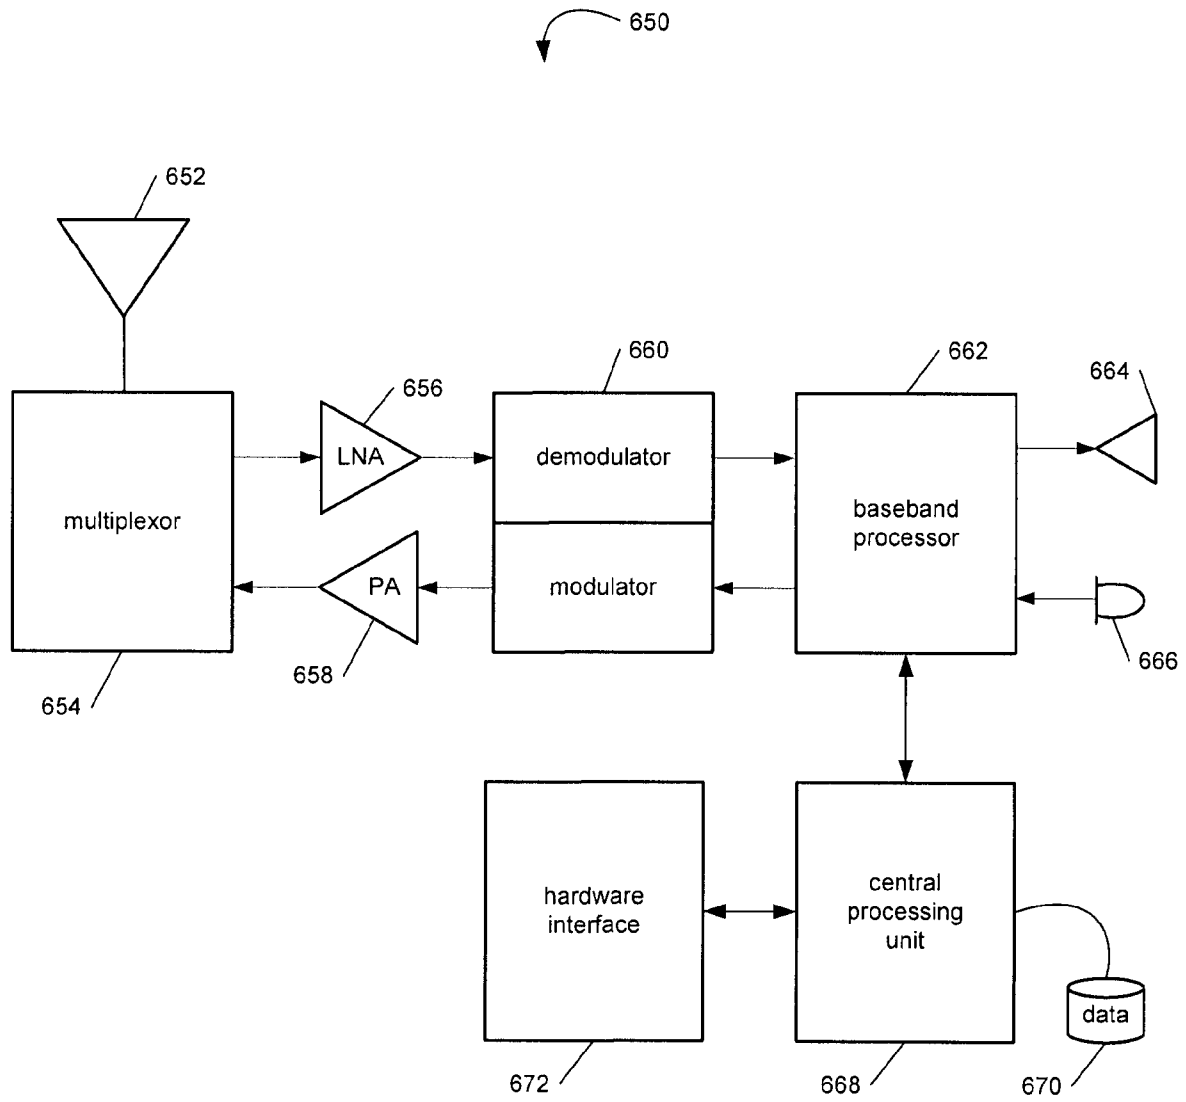 650
652
660
662
664
656
LNA
demodulator
multiplexor
baseband
processor
PA
modulator
658
666
654
hardware
interface
central
processing
unit
data
672
668
670